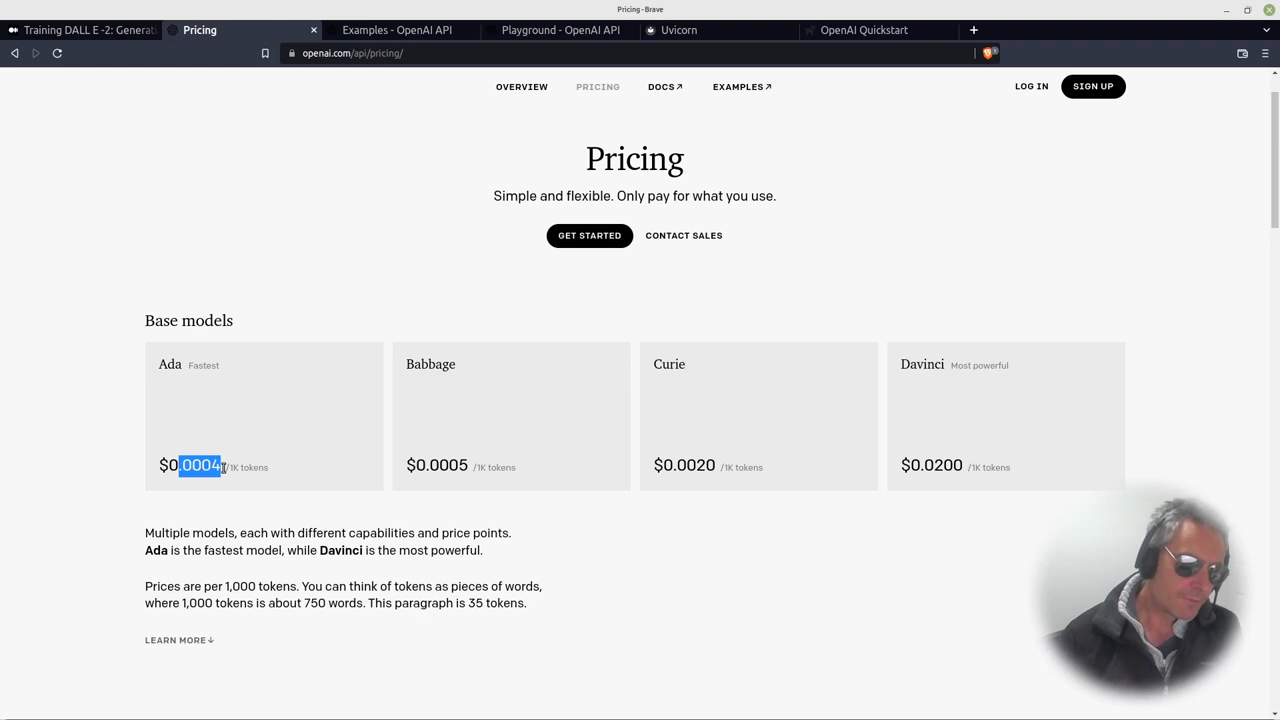 Pricing - Brave
Training DALL E -2: Generat
Pricing
Examples - OpenAI API
Playground - OpenAI API
Uvicorn
OpenAI Quickstart
openai.com/api/pricing/
OVERVIEW
PRICING
DOCS↗
EXAMPLES↗
LOG IN
SIGN UP
Pricing
Simple and flexible. Only pay for what you use.
GET STARTED
CONTACT SALES
Base models
Ada Fastest
$0.0004 /1K tokens
Babbage
$0.0005 /1K tokens
Curie
$0.0020 /1K tokens
Davinci Most powerful
$0.0200 /1K tokens
Multiple models, each with different capabilities and price points.
Ada is the fastest model, while Davinci is the most powerful.
Prices are per 1,000 tokens. You can think of tokens as pieces of words,
where 1,000 tokens is about 750 words. This paragraph is 35 tokens.
LEARN MORE↓